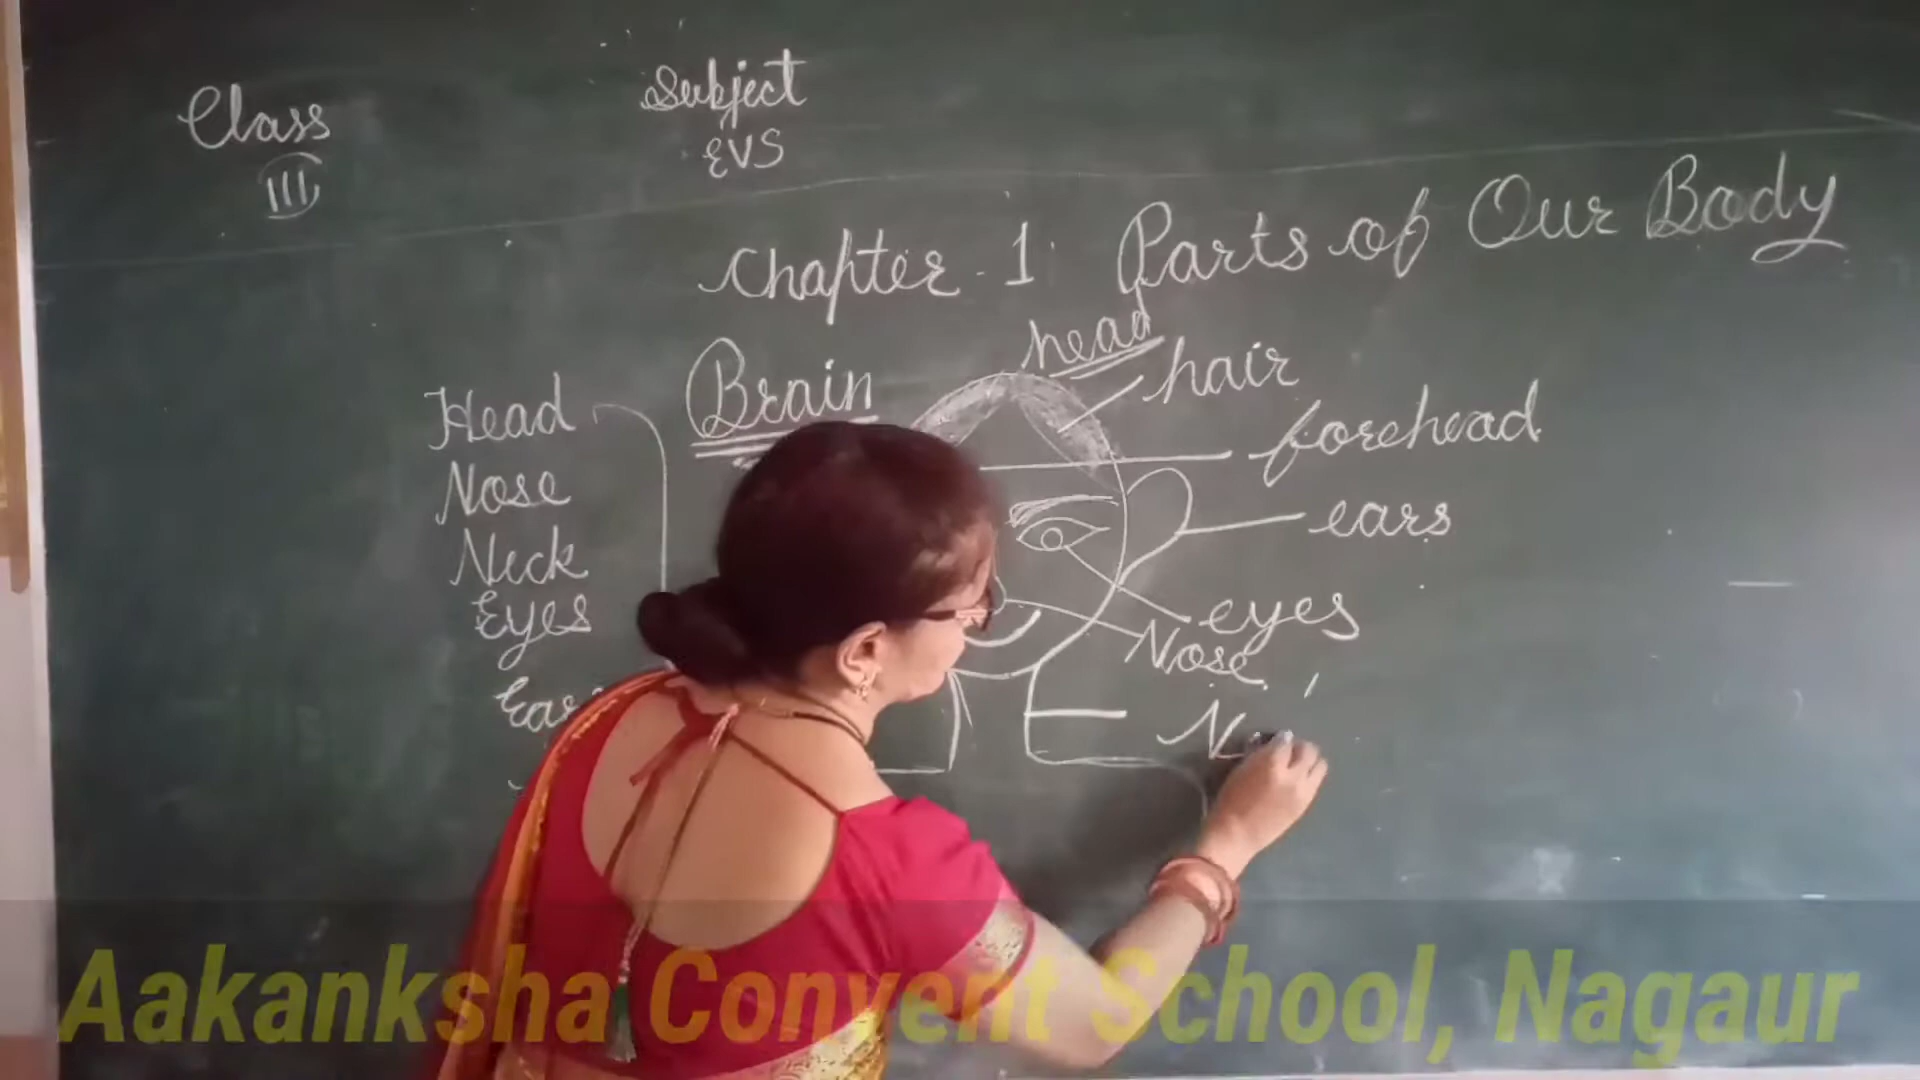 Class
III
Subject
EVS
Chapter - 1 Parts of Our Body
Brain
head
hair
forehead
ears
eyes
Nose
Head
Nose
Neck
Eyes
Aakanksha Convent School, Nagaur